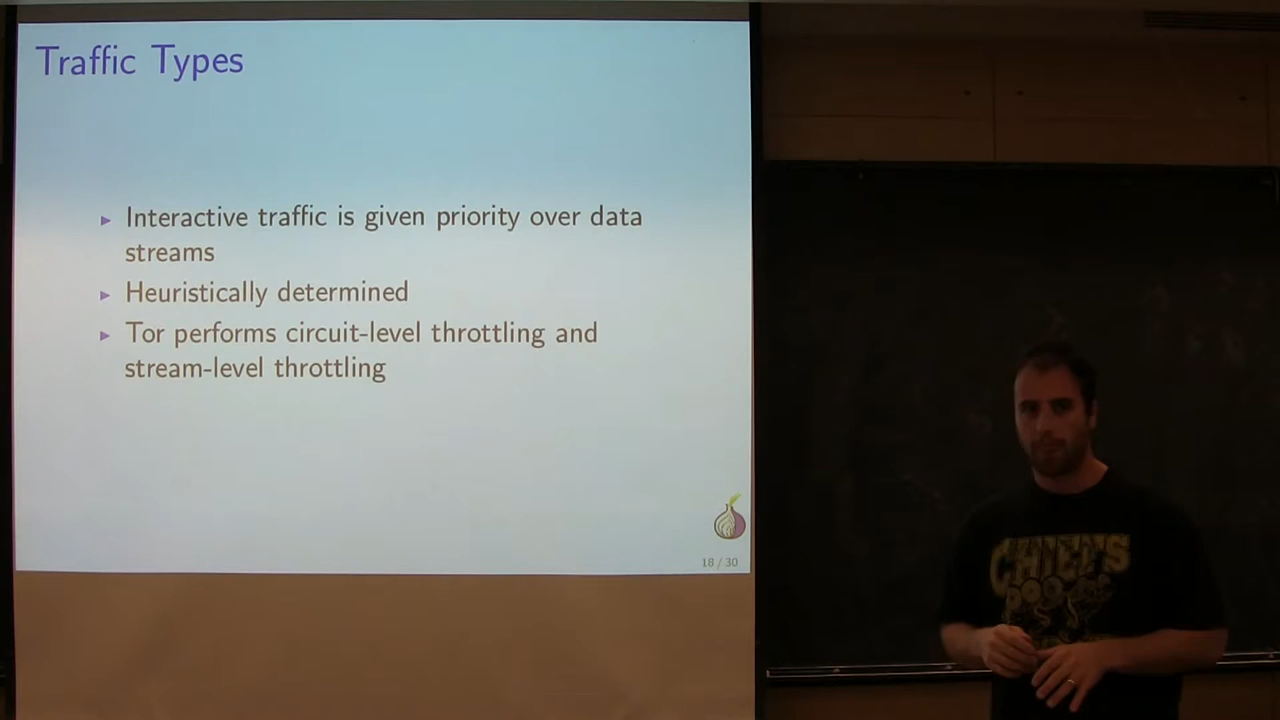 Traffic Types
Interactive traffic is given priority over data
streams
Heuristically determined
Tor performs circuit-level throttling and
stream-level throttling
18 / 30
CHIEF'S